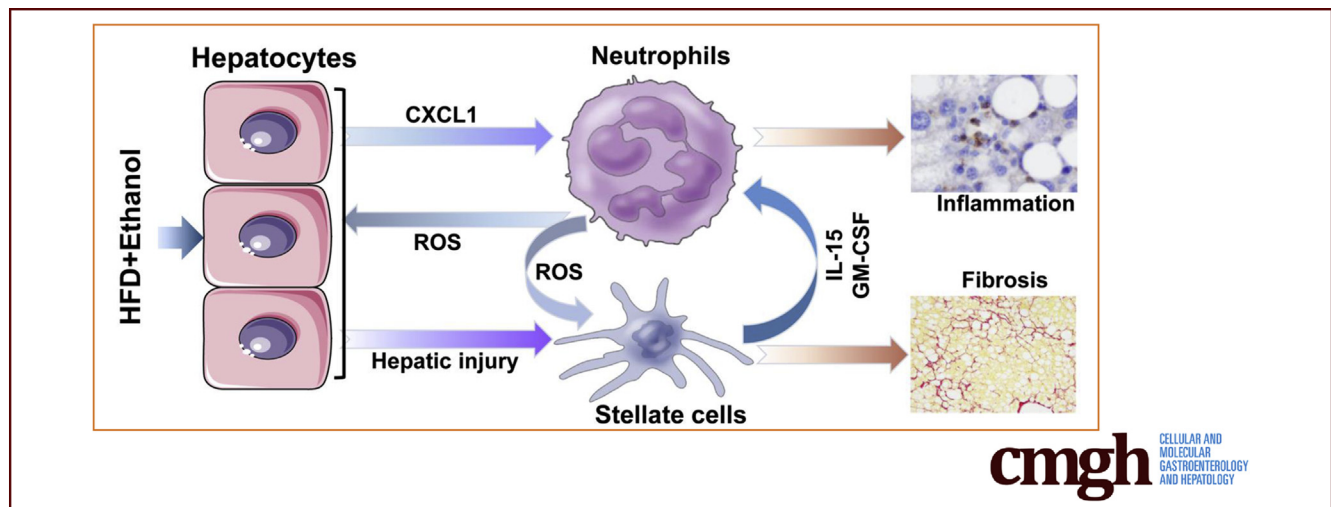 Hepatocytes
Neutrophils
CXCL1
HFD+Ethanol
ROS
ROS
IL-15
GM-CSF
Inflammation
Hepatic injury
Stellate cells
Fibrosis
cmgh
CELLULAR AND
MOLECULAR
GASTROENTEROLOGY
AND HEPATOLOGY